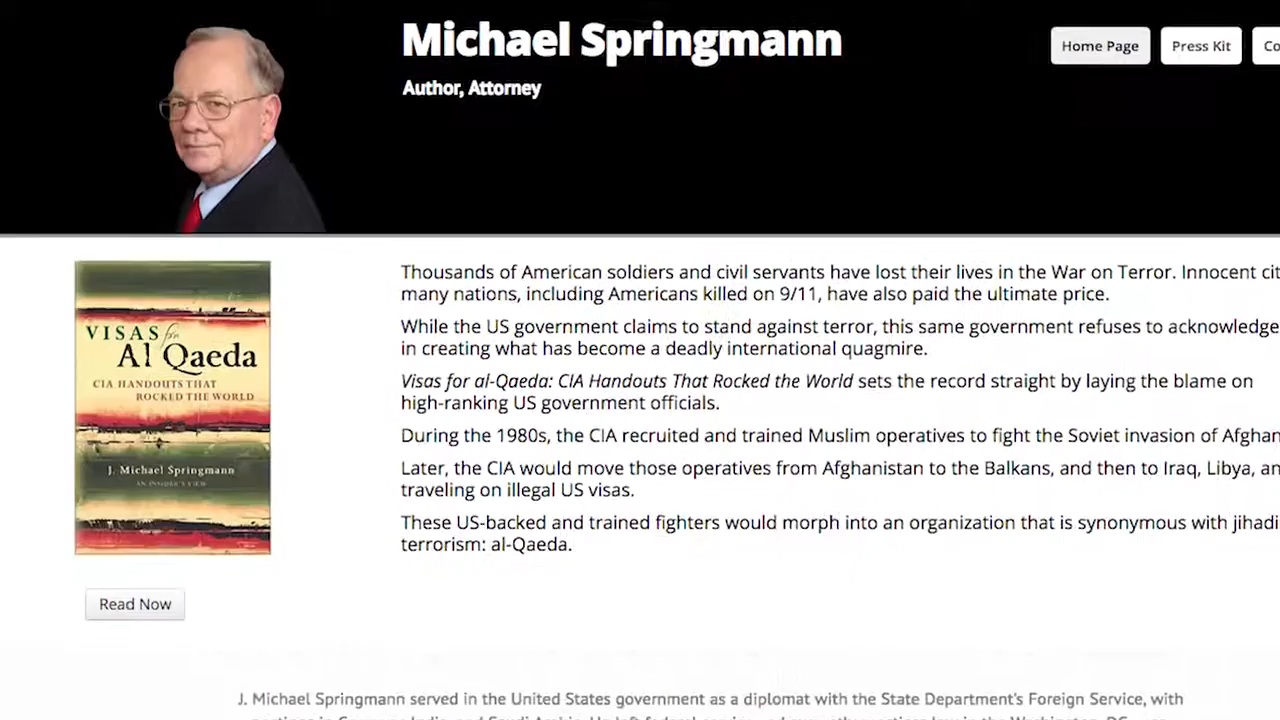 Michael Springmann
Author, Attorney
Home Page
Press Kit
Co
VISAS for
Al Qaeda
CIA HANDOUTS THAT
ROCKED THE WORLD
J. Michael Springmann
AN INSIDER'S VIEW
Read Now
Thousands of American soldiers and civil servants have lost their lives in the War on Terror. Innocent cit
many nations, including Americans killed on 9/11, have also paid the ultimate price.
While the US government claims to stand against terror, this same government refuses to acknowledge
in creating what has become a deadly international quagmire.
Visas for al-Qaeda: CIA Handouts That Rocked the World sets the record straight by laying the blame on
high-ranking US government officials.
During the 1980s, the CIA recruited and trained Muslim operatives to fight the Soviet invasion of Afghan
Later, the CIA would move those operatives from Afghanistan to the Balkans, and then to Iraq, Libya, an
traveling on illegal US visas.
These US-backed and trained fighters would morph into an organization that is synonymous with jihadi
terrorism: al-Qaeda.
J. Michael Springmann served in the United States government as a diplomat with the State Department's Foreign Service, with